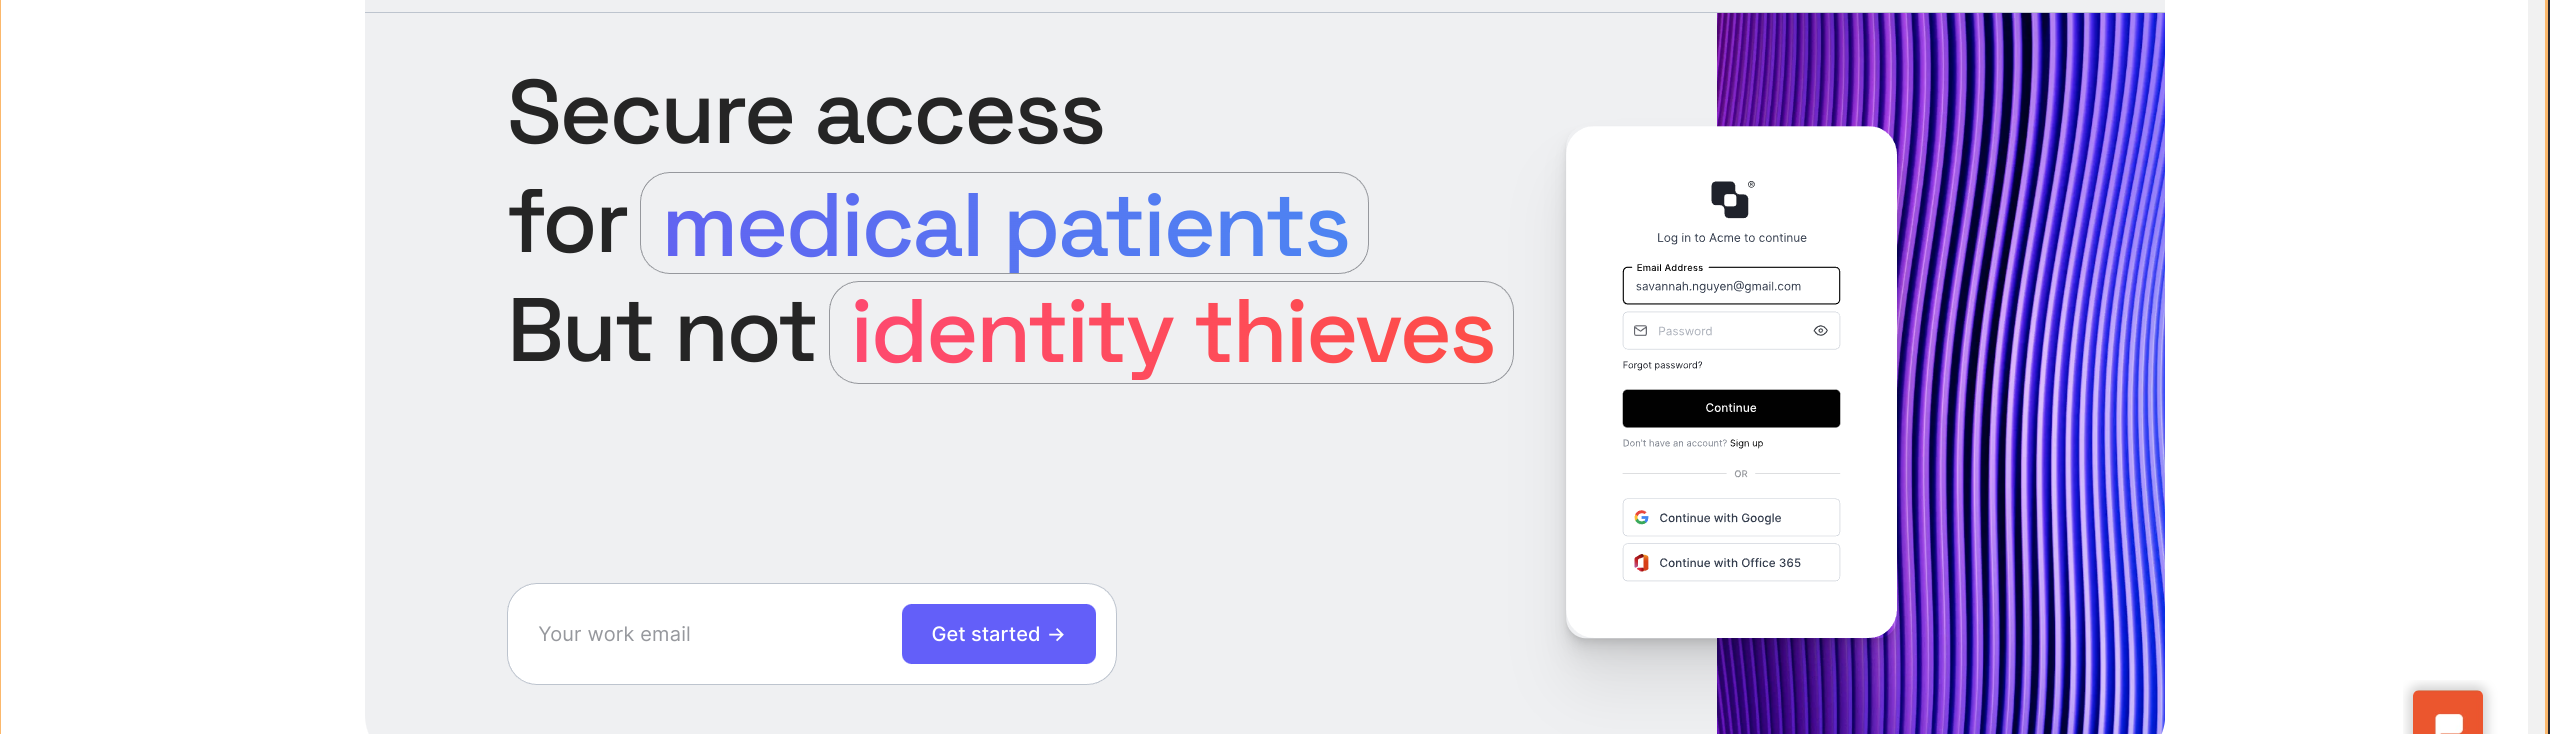 Secure access
for medical patients
But not identity thieves
Your work email
Get started →
®
Log in to Acme to continue
Email Address
savannah.nguyen@gmail.com
Password
Forgot password?
Continue
Don't have an account? Sign up
OR
Continue with Google
Continue with Office 365